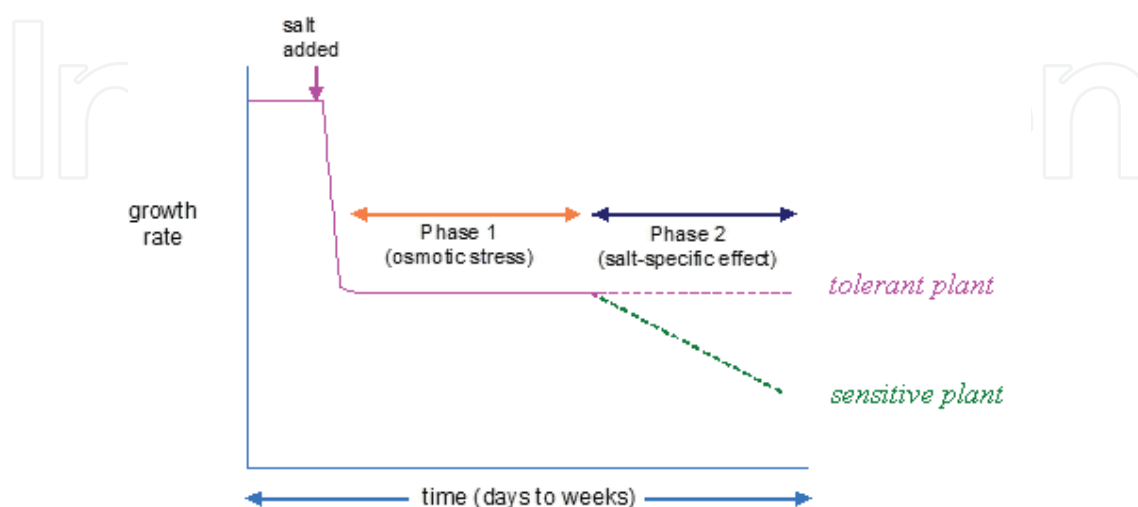 salt
added
growth
rate
Phase 1
(osmotic stress)
Phase 2
(salt-specific effect)
tolerant plant
sensitive plant
time (days to weeks)